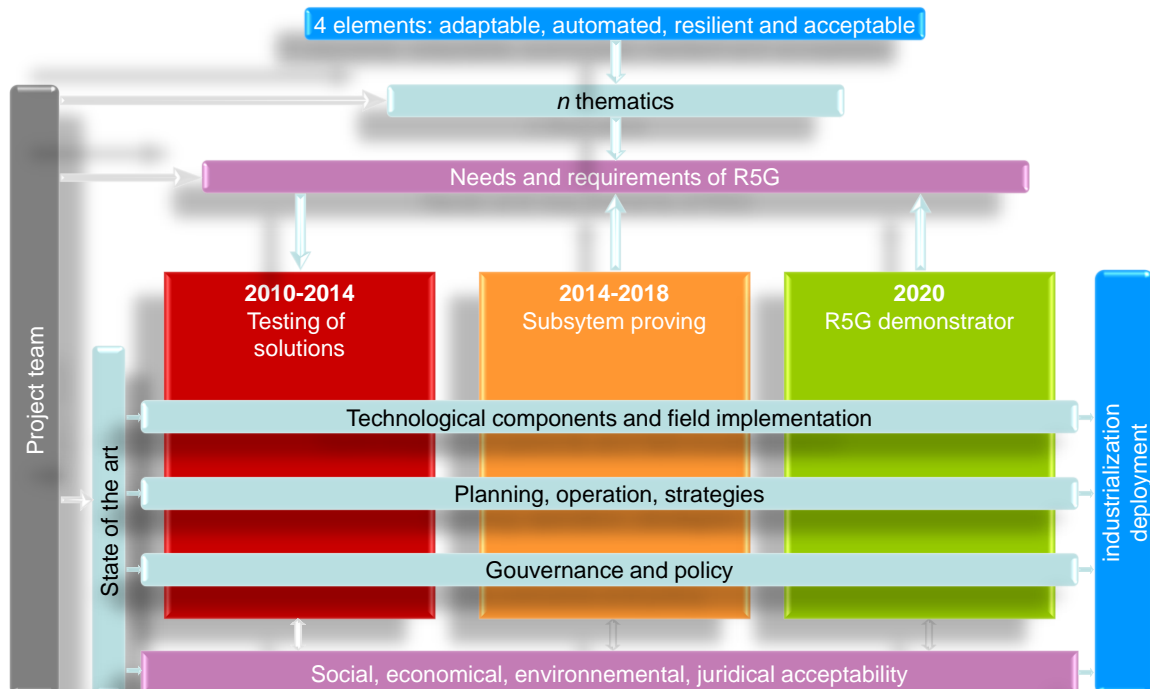 4 elements: adaptable, automated, resilient and acceptable
n thematics
Needs and requirements of R5G
Project team
State of the art
2010-2014
Testing of
solutions
2014-2018
Subsytem proving
2020
R5G demonstrator
Technological components and field implementation
Planning, operation, strategies
Gouvernance and policy
Social, economical, environnemental, juridical acceptability
industrialization
deployment